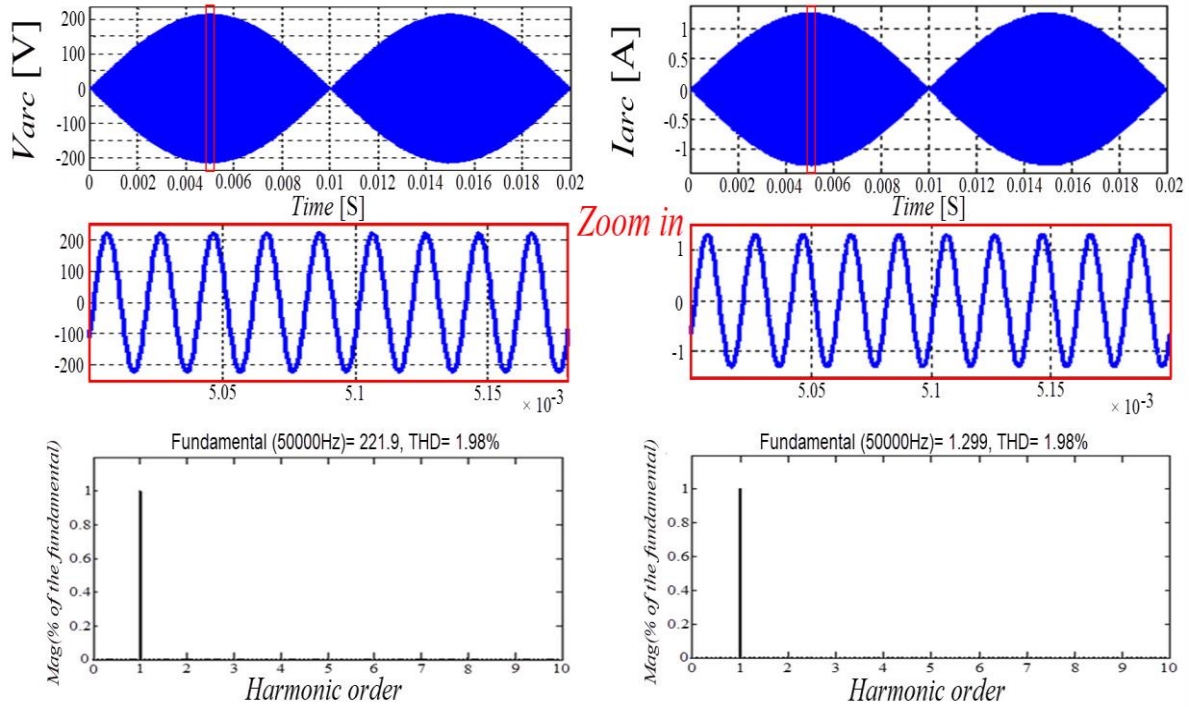 Varc [V]
200
100
0
-100
-200
0 0.002 0.004 0.006 0.008 0.01 0.012 0.014 0.016 0.018 0.02
Time [S]
Iarc [A]
1
0.5
0
-0.5
-1
0 0.002 0.004 0.006 0.008 0.01 0.012 0.014 0.016 0.018 0.02
Time [S]
Zoom in
200
100
0
-100
-200
5.05 5.1 5.15
× 10-3
1
0
-1
5.05 5.1 5.15
× 10-3
Fundamental (50000Hz)= 221.9, THD= 1.98%
Mag(% of the fundamental)
1
0.8
0.6
0.4
0.2
0
0 1 2 3 4 5 6 7 8 9 10
Harmonic order
Fundamental (50000Hz)= 1.299, THD= 1.98%
Mag(% of the fundamental)
1
0.8
0.6
0.4
0.2
0
0 1 2 3 4 5 6 7 8 9 10
Harmonic order